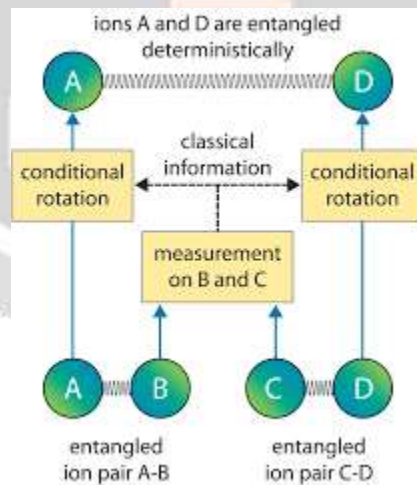 ions A and D are entangled
deterministically
A
D
classical
information
conditional
rotation
conditional
rotation
measurement
on B and C
A
B
C
D
entangled
ion pair A-B
entangled
ion pair C-D